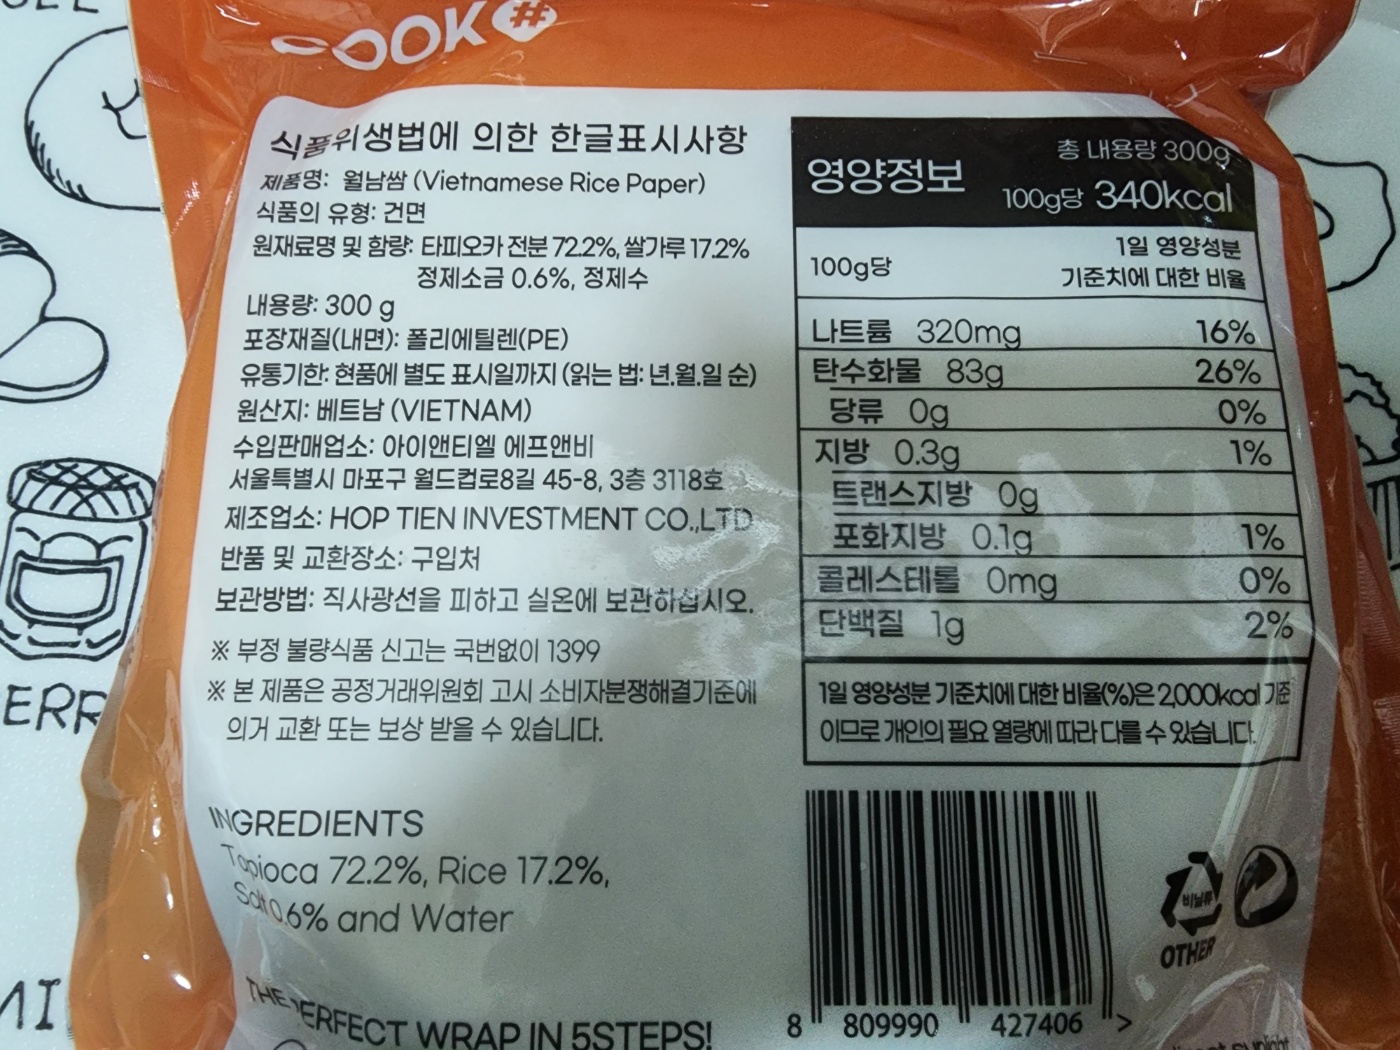 COOK #
식품위생법에 의한 한글표시사항
제품명: 월남쌈 (Vietnamese Rice Paper)
식품의 유형: 건면
원재료명 및 함량: 타피오카 전분 72.2%, 쌀가루 17.2%
정제소금 0.6%, 정제수
내용량: 300 g
포장재질(내면): 폴리에틸렌(PE)
유통기한: 현품에 별도 표시일까지 (읽는 법: 년.월.일 순)
원산지: 베트남 (VIETNAM)
수입판매업소: 아이앤티엘 에프앤비
서울특별시 마포구 월드컵로8길 45-8, 3층 3118호
제조업소: HOP TIEN INVESTMENT CO.,LTD
반품 및 교환장소: 구입처
보관방법: 직사광선을 피하고 실온에 보관하십시오.
※ 부정 불량식품 신고는 국번없이 1399
※ 본 제품은 공정거래위원회 고시 소비자분쟁해결기준에
의거 교환 또는 보상 받을 수 있습니다.
INGREDIENTS
Tapioca 72.2%, Rice 17.2%,
Salt 0.6% and Water
THE PERFECT WRAP IN 5STEPS!
영양정보
총 내용량 300g
100g당 340kcal
100g당
1일 영양성분
기준치에 대한 비율
나트륨 320mg 16%
탄수화물 83g 26%
당류 0g 0%
지방 0.3g 1%
트랜스지방 0g
포화지방 0.1g 1%
콜레스테롤 0mg 0%
단백질 1g 2%
1일 영양성분 기준치에 대한 비율(%)은 2,000kcal 기준
이므로 개인의 필요 열량에 따라 다를 수 있습니다.
8 809990 427406 >
비닐류
OTHER